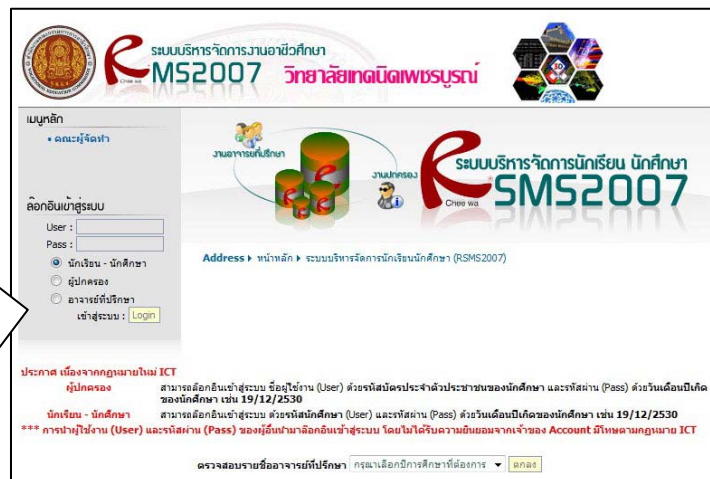 ระบบบริหารจัดการงานอาชีวศึกษา
RMS2007 วิทยาลัยเทคนิคเพชรบูรณ์
Chee wa
เมนูหลัก
คณะผู้จัดทำ
งานอาจารย์ที่ปรึกษา
งานปกครอง
ระบบบริหารจัดการนักเรียน นักศึกษา
RSMS2007
Chee wa
ล๊อกอินเข้าสู่ระบบ
User :
Pass :
นักเรียน - นักศึกษา
ผู้ปกครอง
อาจารย์ที่ปรึกษา
เข้าสู่ระบบ : Login
Address หน้าหลัก ระบบบริหารจัดการนักเรียนนักศึกษา (RSMS2007)
ประกาศ เนื่องจากกฎหมายใหม่ ICT
ผู้ปกครอง สามารถล๊อกอินเข้าสู่ระบบ ชื่อผู้ใช้งาน (User) ด้วยรหัสบัตรประจำตัวประชาชนของนักศึกษา และรหัสผ่าน (Pass) ด้วยวันเดือนปีเกิด
ของนักศึกษา เช่น 19/12/2530
นักเรียน - นักศึกษา สามารถล๊อกอินเข้าสู่ระบบ ด้วยรหัสนักศึกษา (User) และรหัสผ่าน (Pass) ด้วยวันเดือนปีเกิดของนักศึกษา เช่น 19/12/2530
*** การนำผู้ใช้งาน (User) และรหัสผ่าน (Pass) ของผู้อื่นนำมาล๊อกอินเข้าสู่ระบบ โดยไม่ได้รับความยินยอมจากเจ้าของ Account มีโทษตามกฎหมาย ICT
ตรวจสอบรายชื่ออาจารย์ที่ปรึกษา กรุณาเลือกปีการศึกษาที่ต้องการ ตกลง